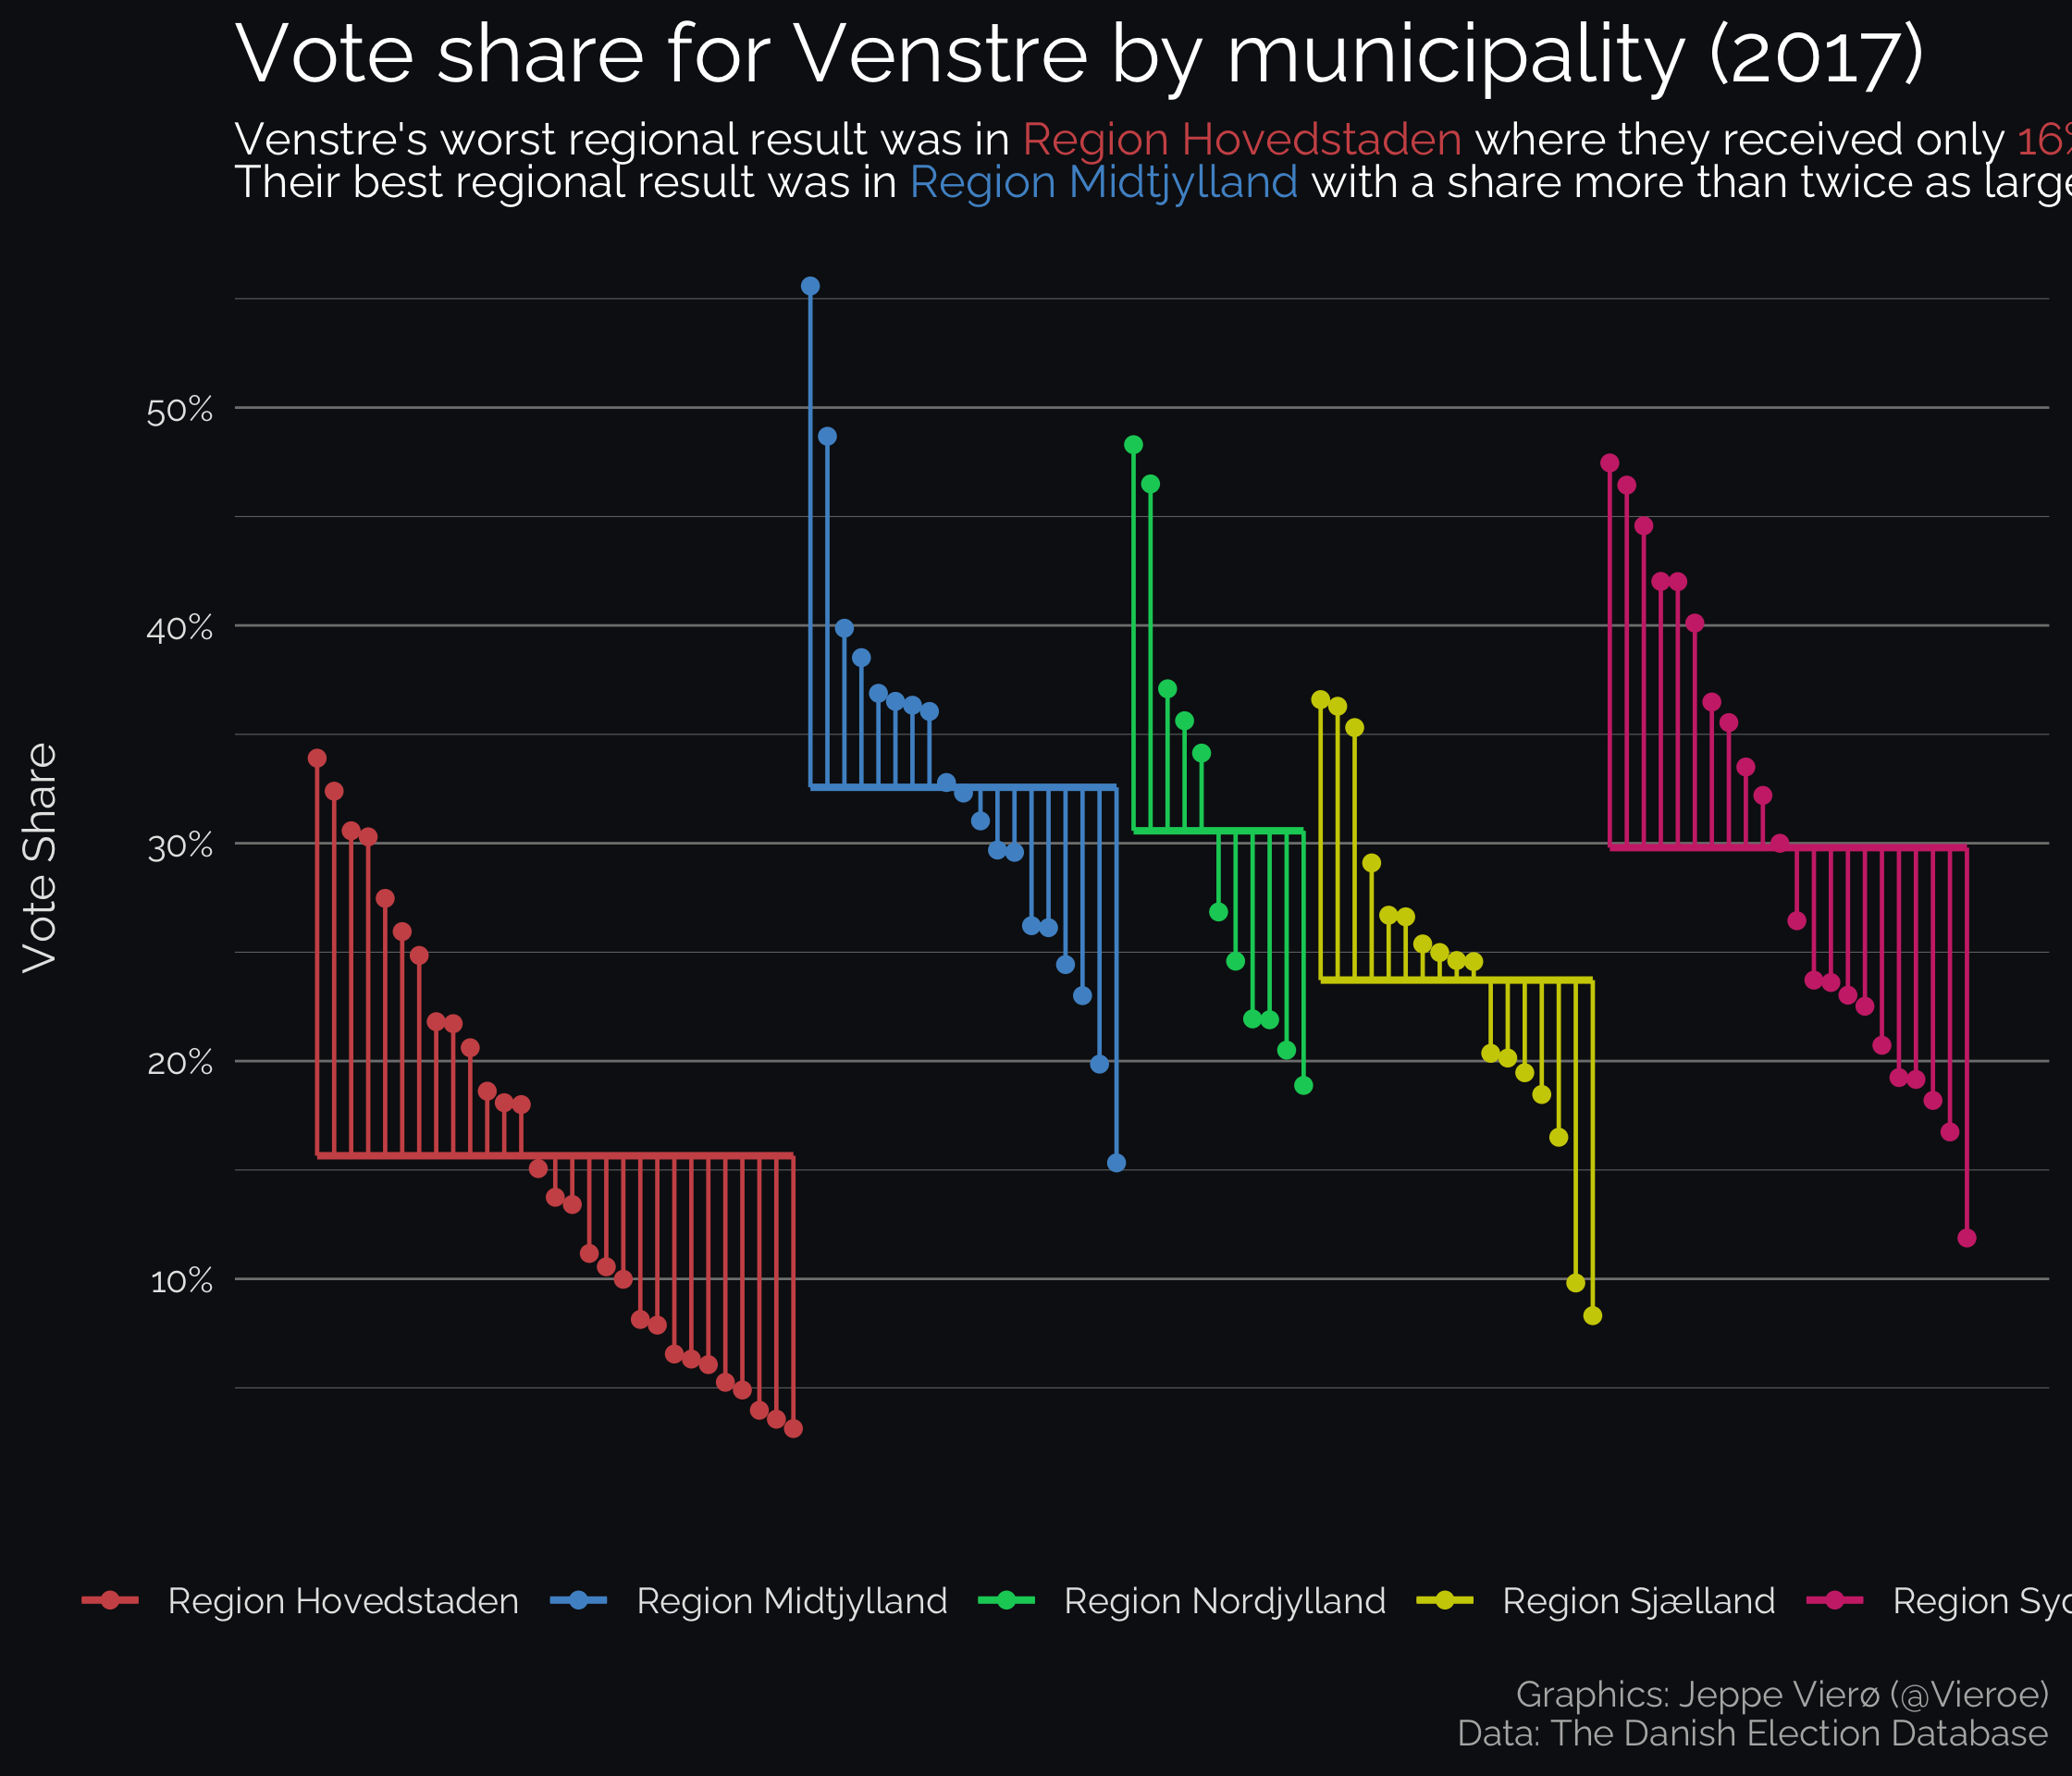 Vote share for Venstre by municipality (2017)
Venstre's worst regional result was in Region Hovedstaden where they received only 16%
Their best regional result was in Region Midtjylland with a share more than twice as large
50%
40%
30%
20%
10%
Vote Share
Region Hovedstaden Region Midtjylland Region Nordjylland Region Sjælland Region
Graphics: Jeppe Vierø (@Vieroe)
Data: The Danish Election Database